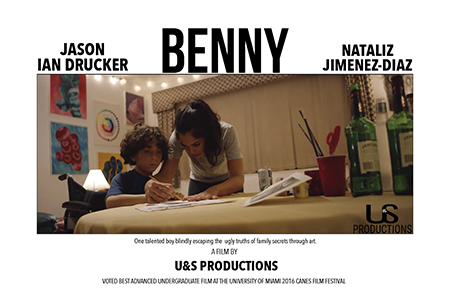 JASON
IAN DRUCKER
BENNY
NATALIZ
JIMENEZ-DIAZ
U&S
PRODUCTIONS
One talented boy blindly escaping the ugly truths of family secrets through art.
A FILM BY
U&S PRODUCTIONS
VOTED BEST ADVANCED UNDERGRADUATE FILM AT THE UNIVERSITY OF MIAMI 2016 CANES FILM FESTIVAL